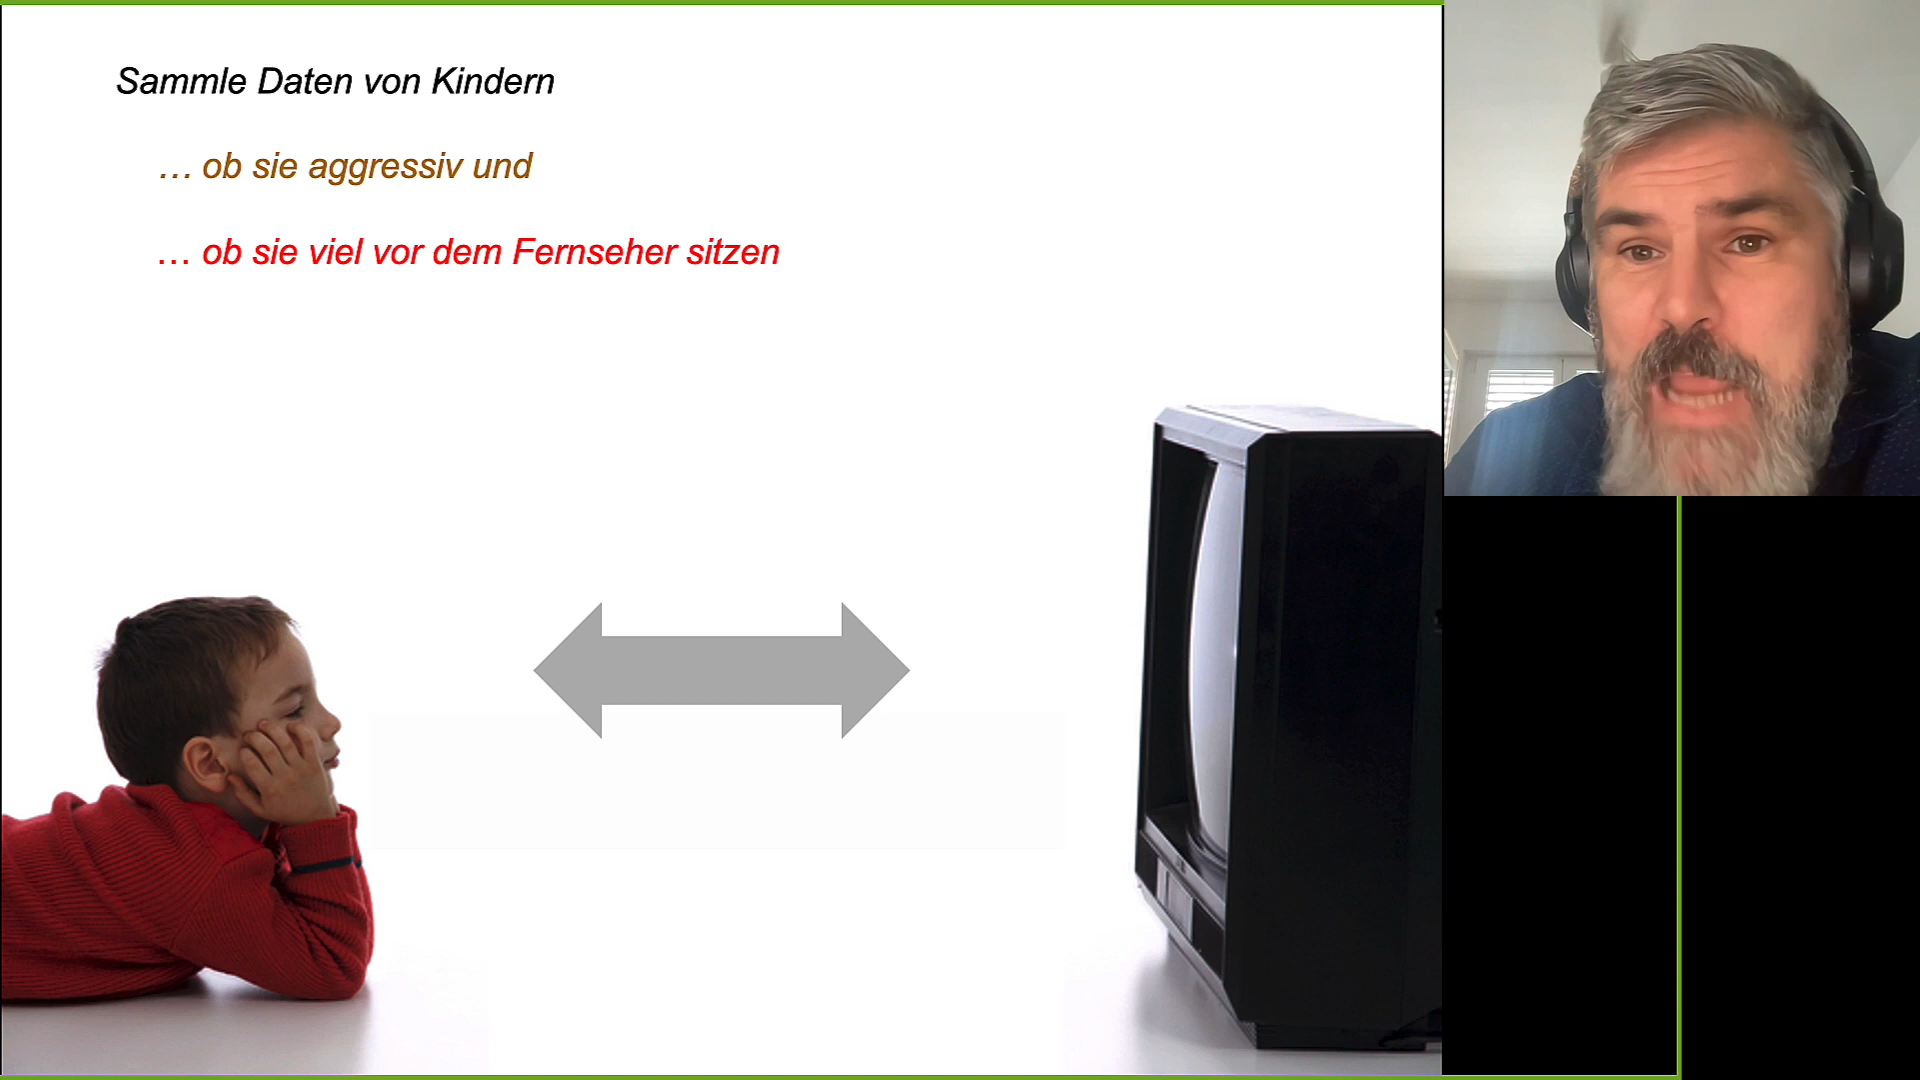 Sammle Daten von Kindern
… ob sie aggressiv und
… ob sie viel vor dem Fernseher sitzen